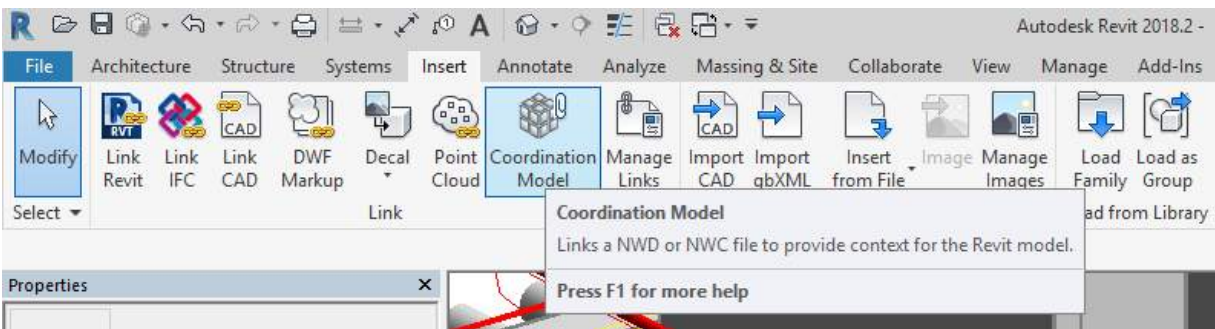 Autodesk Revit 2018.2 -
File Architecture Structure Systems Insert Annotate Analyze Massing & Site Collaborate View Manage Add-Ins
RVT CAD CAD
Modify Link Link Link DWF Decal Point Coordination Manage Import Import Insert Image Manage Load Load as
Revit IFC CAD Markup Cloud Model Links CAD gbXML from File Images Family Group
Select Link ad from Library
Coordination Model
Links a NWD or NWC file to provide context for the Revit model.
Press F1 for more help
Properties